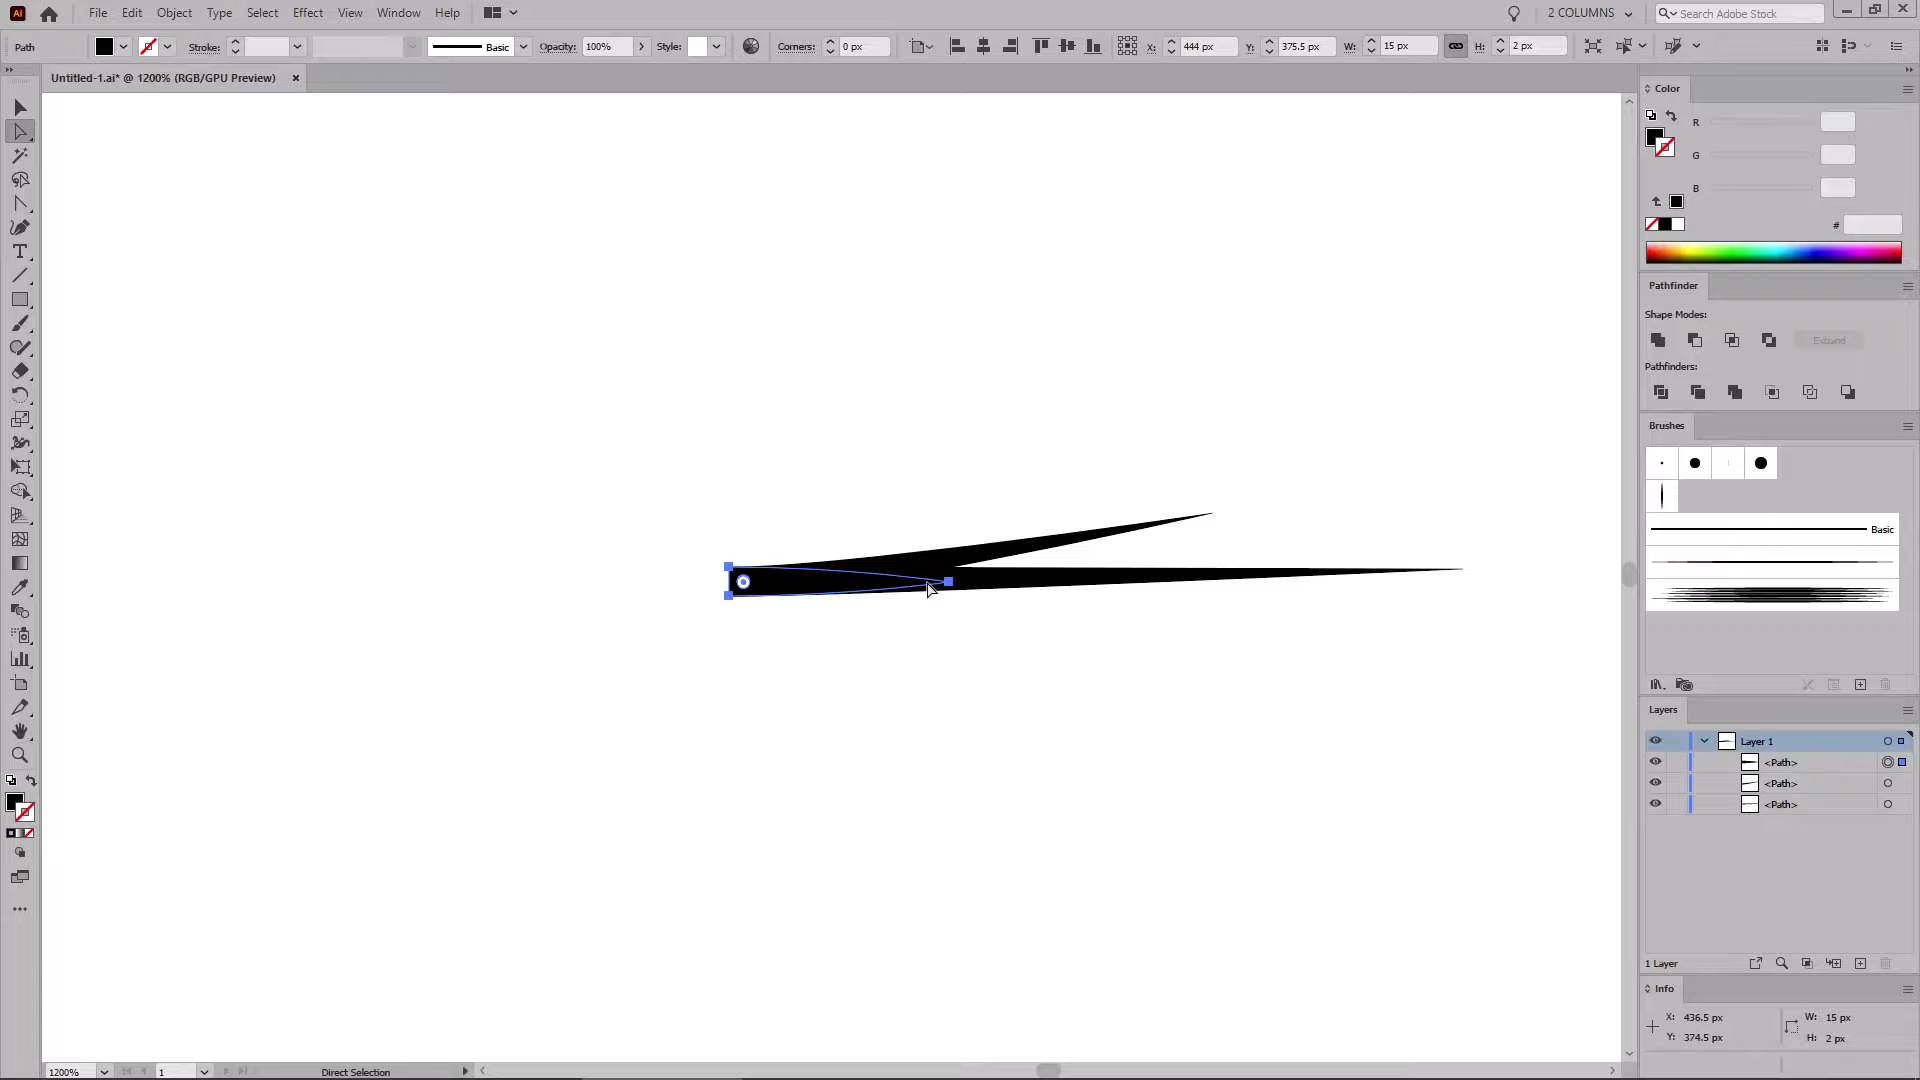 Ai File Edit Object Type Select Effect View Window Help 2 COLUMNS Search Adobe Stock
Path Stroke: Basic Opacity: 100% Style: Corners: 0 px X: 444 px Y: 375.5 px W: 15 px H: 2 px
Untitled-1.ai* @ 1200% (RGB/GPU Preview) ×
Color
R
G
B
#
Pathfinder
Shape Modes:
Expand
Pathfinders:
Brushes
Basic
Layers
Layer 1
<Path>
<Path>
<Path>
1 Layer
Info
X: 436.5 px W: 15 px
Y: 374.5 px H: 2 px
1200% 1 Direct Selection